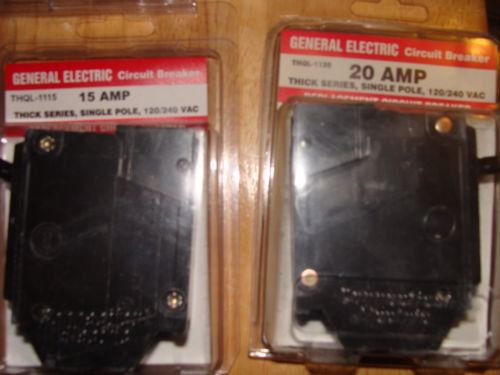 GENERAL ELECTRIC Circuit Breaker
THQL-1115 15 AMP
THICK SERIES, SINGLE POLE, 120/240 VAC
GENERAL ELECTRIC Circuit Breaker
THQL-1120 20 AMP
THICK SERIES, SINGLE POLE, 120/240 VAC
REPLACEMENT CIRCUIT BREAKER